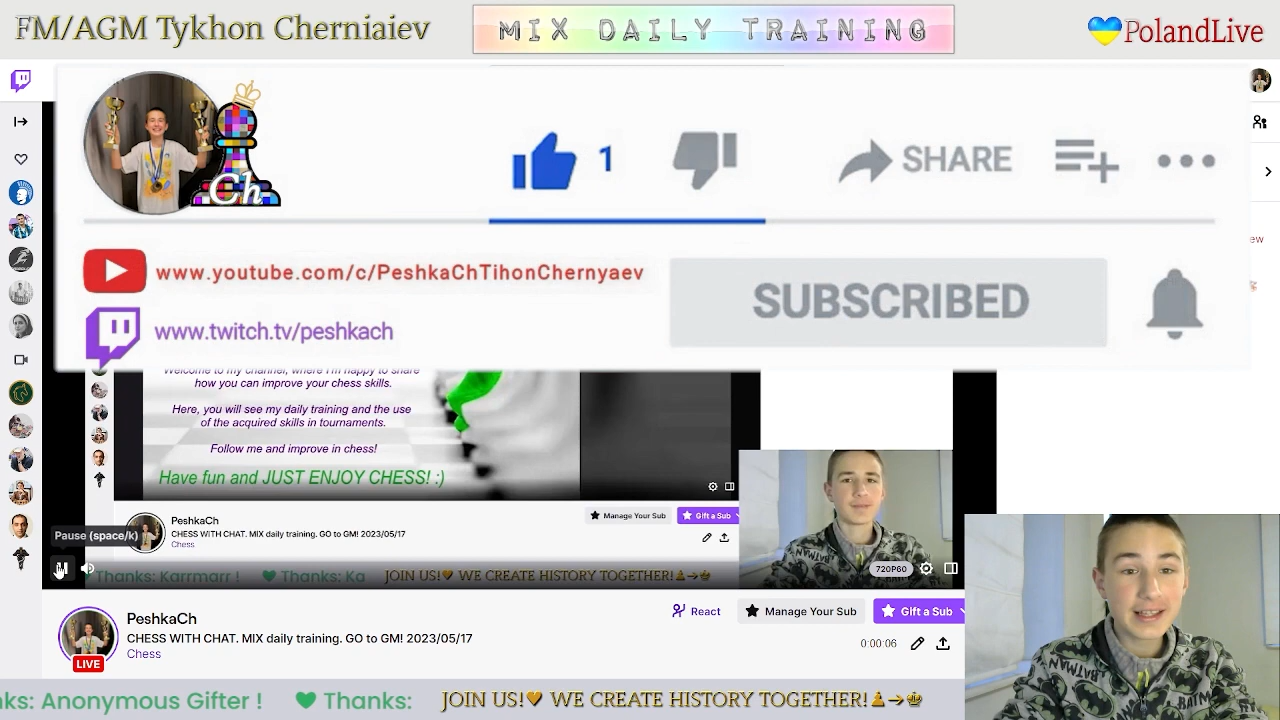 FM/AGM Tykhon Cherniaiev
MIX DAILY TRAINING
PolandLive
Ch
1
SHARE
www.youtube.com/c/PeshkaChTihonChernyaev
SUBSCRIBED
www.twitch.tv/peshkach
ew
Welcome to my channel, where I'm happy to share
how you can improve your chess skills.
Here, you will see my daily training and the use
of the acquired skills in tournaments.
Follow me and improve in chess!
Have fun and JUST ENJOY CHESS! :)
PeshkaCh
Manage Your Sub
Gift a Sub
CHESS WITH CHAT. MIX daily training. GO to GM! 2023/05/17
Chess
Pause (space/k)
Thanks: Karrmarr !
Thanks: Ka
JOIN US! WE CREATE HISTORY TOGETHER!
720P60
BATMAN
PeshkaCh
React
Manage Your Sub
Gift a Sub
CHESS WITH CHAT. MIX daily training. GO to GM! 2023/05/17
0:00:06
Chess
LIVE
BATMAN
nks: Anonymous Gifter !
Thanks:
JOIN US! WE CREATE HISTORY TOGETHER!